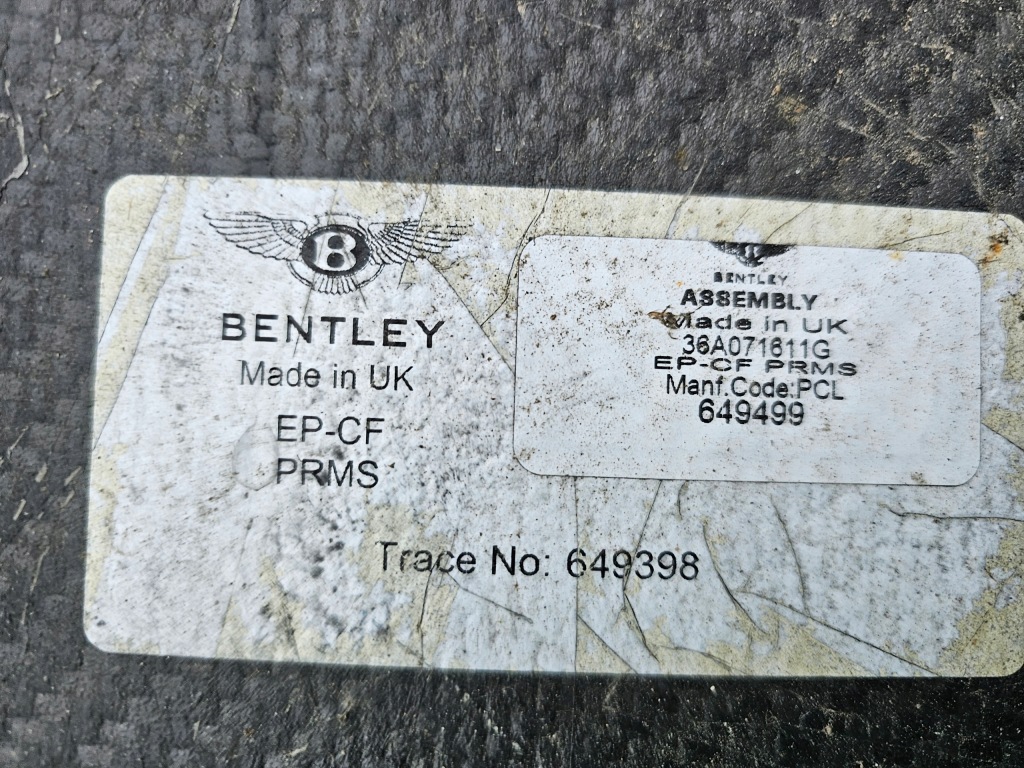 B
BENTLEY
Made in UK
EP-CF
PRMS
Trace No: 649398
BENTLEY
ASSEMBLY
Made in UK
36A071611G
EP-CF PRMS
Manf.Code:PCL
649499